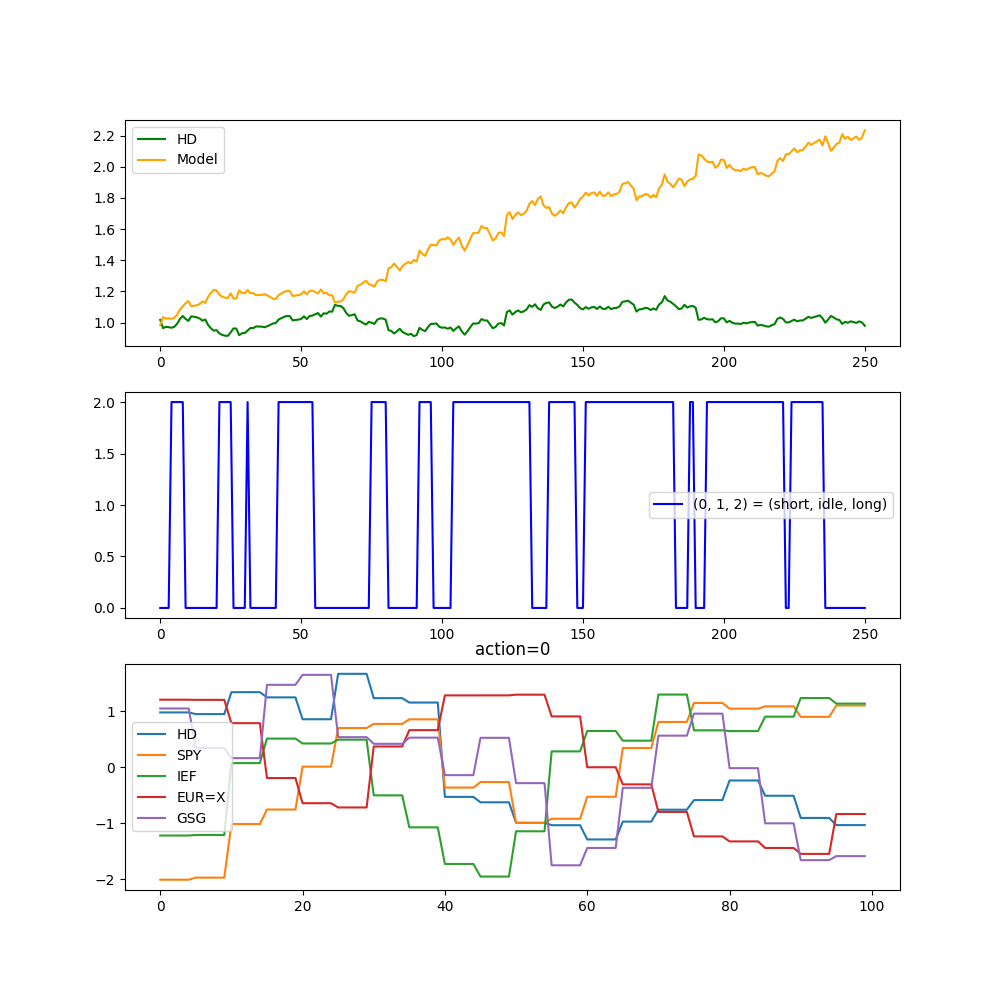 2.2
2.0
1.8
1.6
1.4
1.2
1.0
HD
Model
0 50 100 150 200 250
2.0
1.5
1.0
0.5
0.0
(0, 1, 2) = (short, idle, long)
0 50 100 150 200 250
action=0
1
0
−1
−2
HD
SPY
IEF
EUR=X
GSG
0 20 40 60 80 100